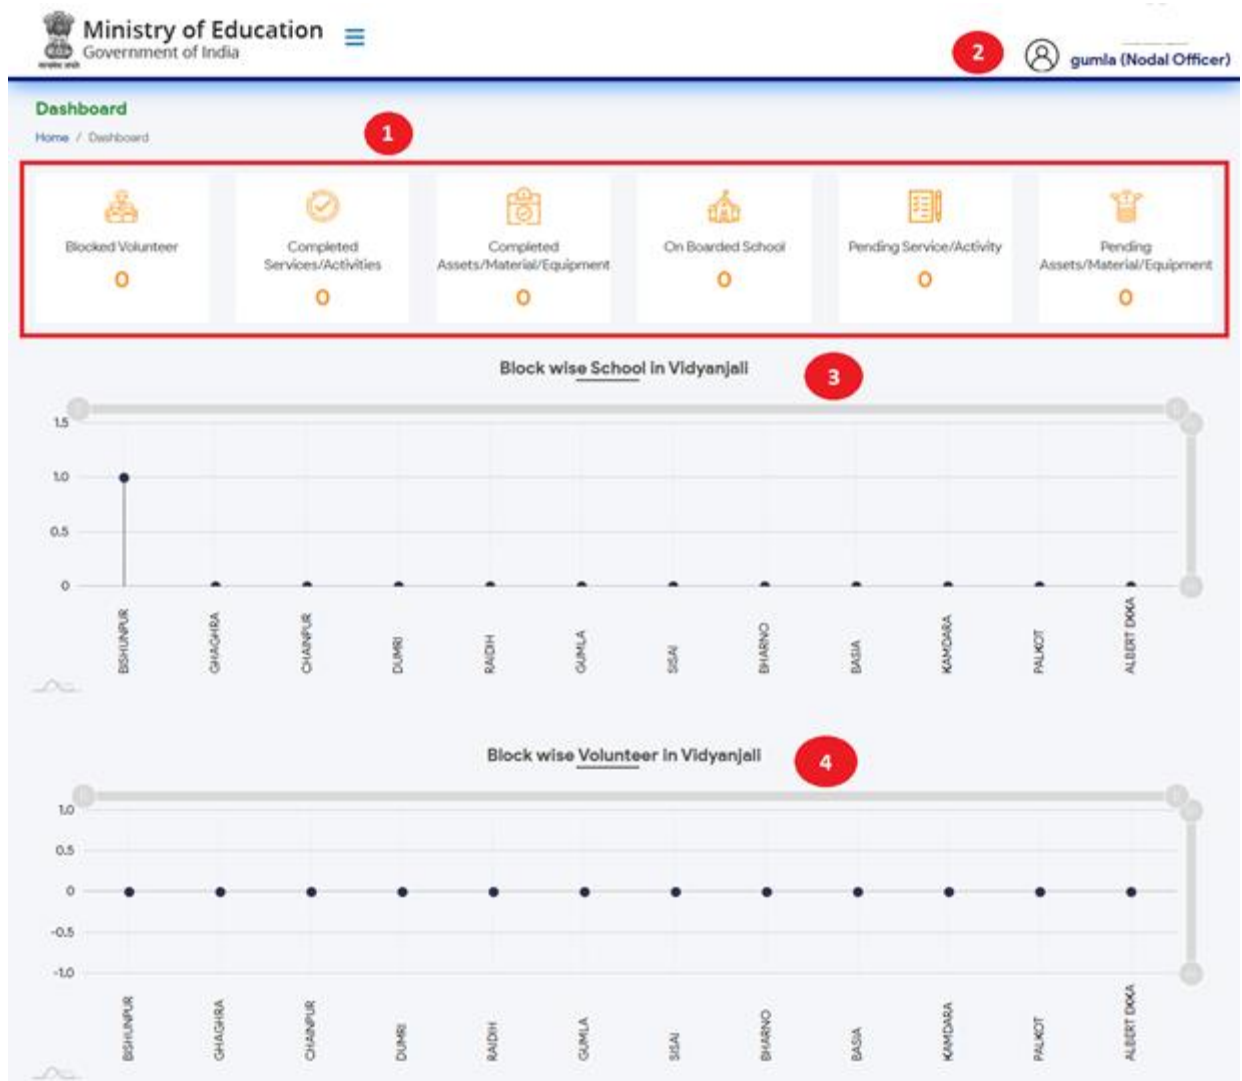 Ministry of Education
Government of India
सत्यमेव जयते
2
gumla (Nodal Officer)
Dashboard
Home / Dashboard
1
Blocked Volunteer
0
Completed
Services/Activities
0
Completed
Assets/Material/Equipment
0
On Boarded School
0
Pending Service/Activity
0
Pending
Assets/Material/Equipment
0
Block wise School in Vidyanjali
3
1.5
1.0
0.5
0
BISHUNPUR
GHAGHRA
CHAINPUR
DUMRI
RAIDIH
GUMLA
SISAI
BHARNO
BASIA
KAMDARA
PALKOT
ALBERT EKKA
Block wise Volunteer in Vidyanjali
4
1.0
0.5
0
-0.5
-1.0
BISHUNPUR
GHAGHRA
CHAINPUR
DUMRI
RAIDIH
GUMLA
SISAI
BHARNO
BASIA
KAMDARA
PALKOT
ALBERT EKKA